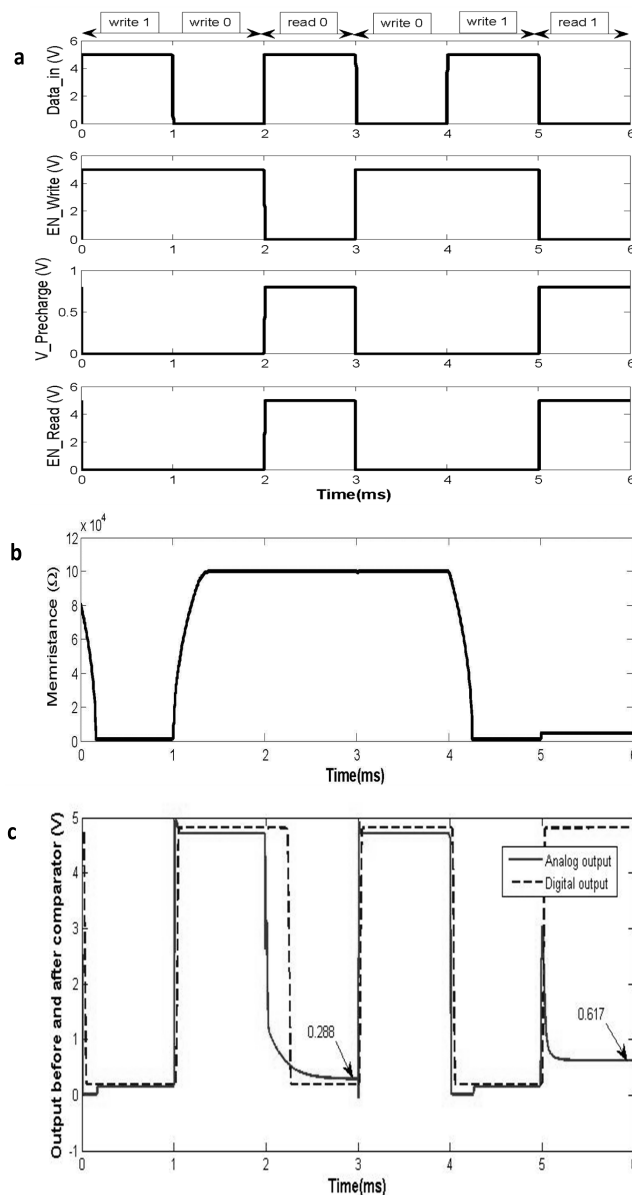 write 1 write 0 read 0 write 0 write 1 read 1
a
Data_in (V)
6
4
2
0
0 1 2 3 4 5 6
EN_Write (V)
6
4
2
0
0 1 2 3 4 5 6
V_Precharge (V)
1
0.5
0
0 1 2 3 4 5 6
EN_Read (V)
6
4
2
0
0 1 2 3 4 5 6
Time(ms)
b
x 10^4
Memristance (Ω)
12
10
8
6
4
2
0
0 1 2 3 4 5 6
Time(ms)
c
Output before and after comparator (V)
5
4
3
2
1
0
-1
Analog output
Digital output
0.288
0.617
0 1 2 3 4 5 6
Time(ms)